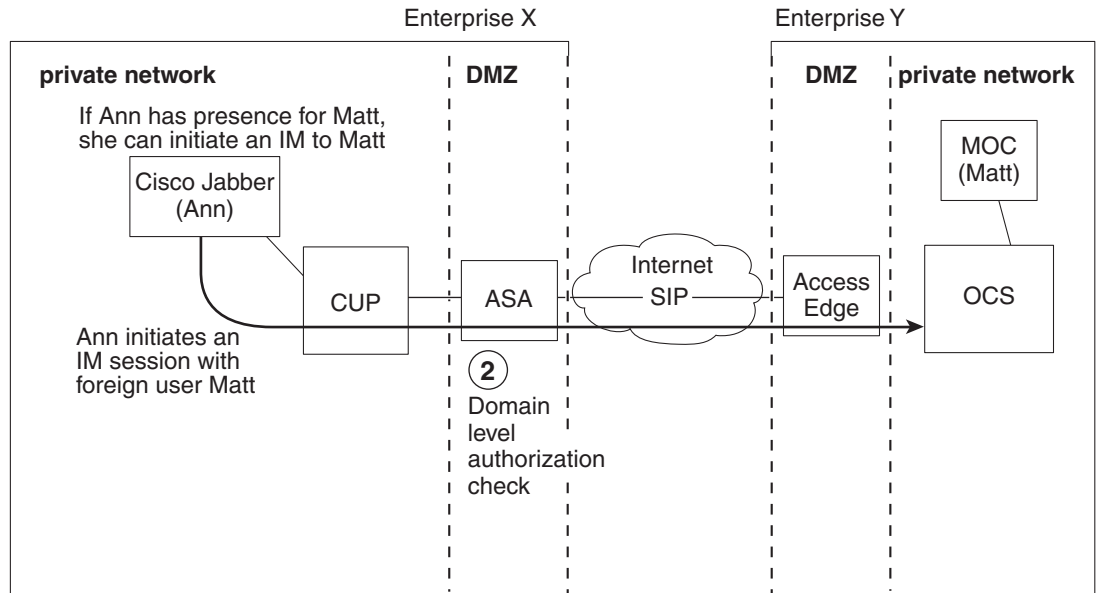 Enterprise X
Enterprise Y
private network
DMZ
DMZ
private network
If Ann has presence for Matt,
she can initiate an IM to Matt
Cisco Jabber
(Ann)
MOC
(Matt)
CUP
ASA
Internet
SIP
Access
Edge
OCS
Ann initiates an
IM session with
foreign user Matt
2
Domain
level
authorization
check